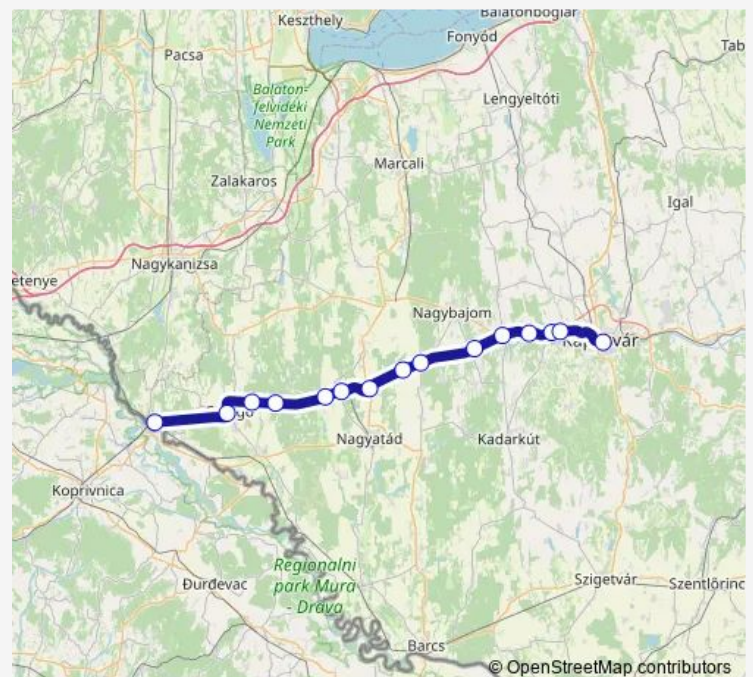 Keszthely
Balatonboglár
Fonyód
Pacsa
Tab
Balaton-
felvidéki
Nemzeti
Park
Lengyeltóti
Marcali
Zalakaros
Igal
Nagykanizsa
etenye
Nagybajom
Nagyatád
Kadarkút
Koprivnica
Regionalni
park Mura
- Drava
Đurđevac
Szigetvár
Szentlőrinc
Barcs
© OpenStreetMap contributors